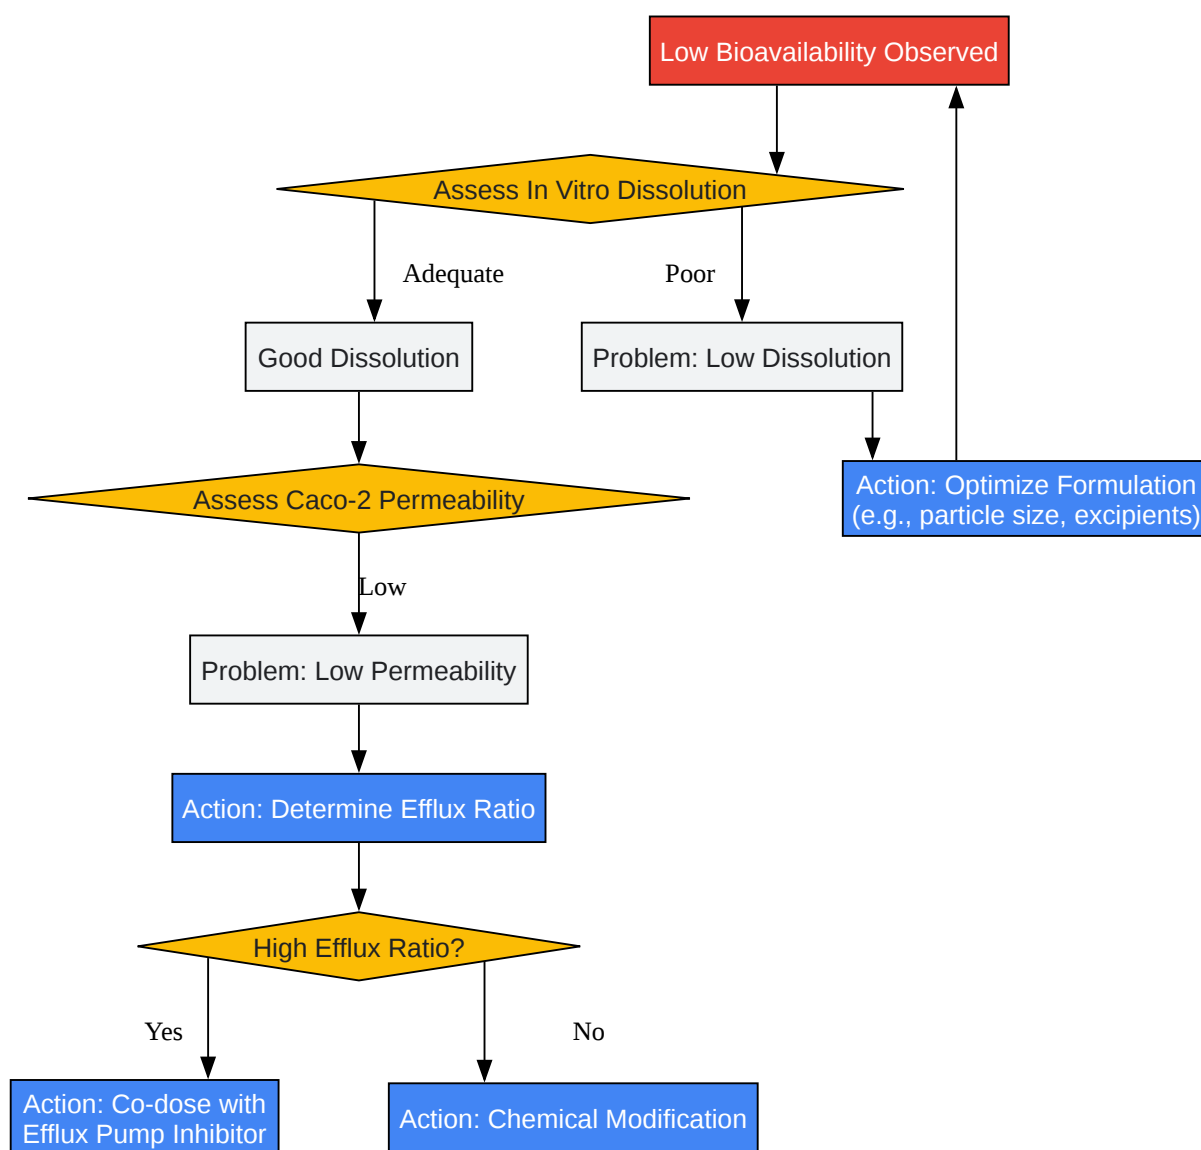 Low Bioavailability Observed
Assess In Vitro Dissolution
Adequate
Poor
Good Dissolution
Problem: Low Dissolution
Action: Optimize Formulation
(e.g., particle size, excipients)
Assess Caco-2 Permeability
Low
Problem: Low Permeability
Action: Determine Efflux Ratio
High Efflux Ratio?
Yes
No
Action: Co-dose with
Efflux Pump Inhibitor
Action: Chemical Modification